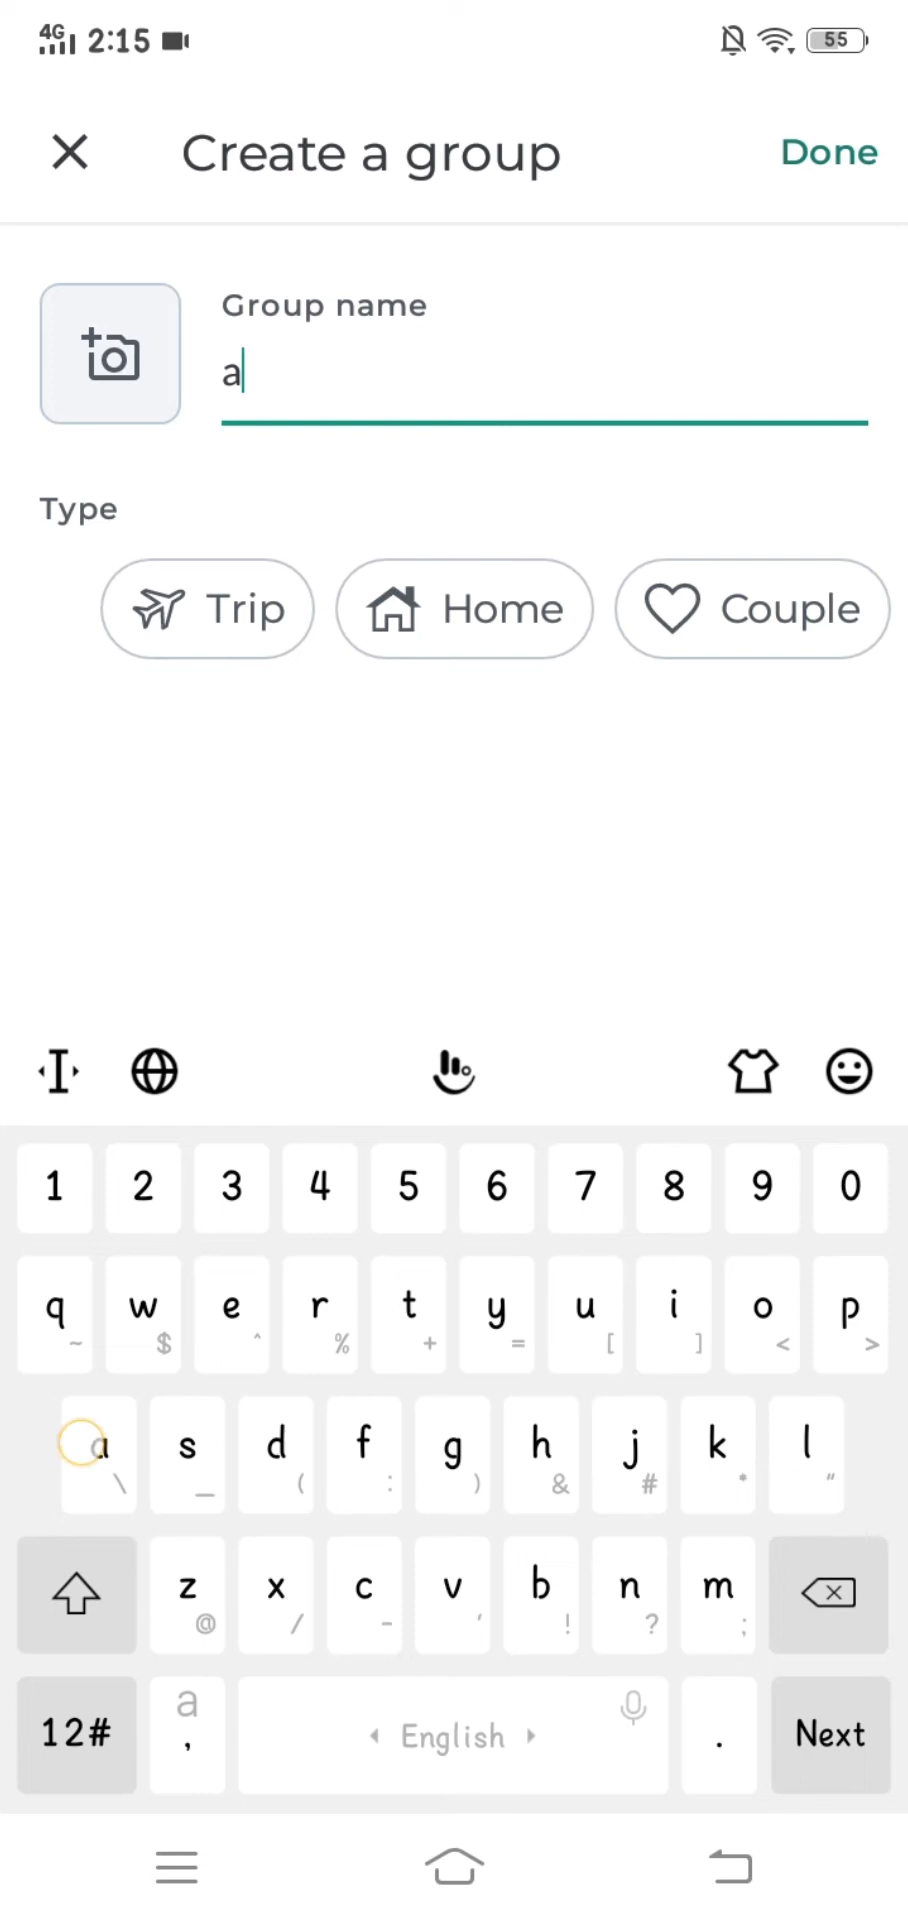 4G 2:15 55
Create a group Done
Group name
a
Type
Trip Home Couple
1 2 3 4 5 6 7 8 9 0
q w e r t y u i o p
~ $ ^ % + = [ ] < >
a s d f g h j k l
\ _ ( : ) & # * "
z x c v b n m
@ / - ' ! ? ;
12# a , English . Next